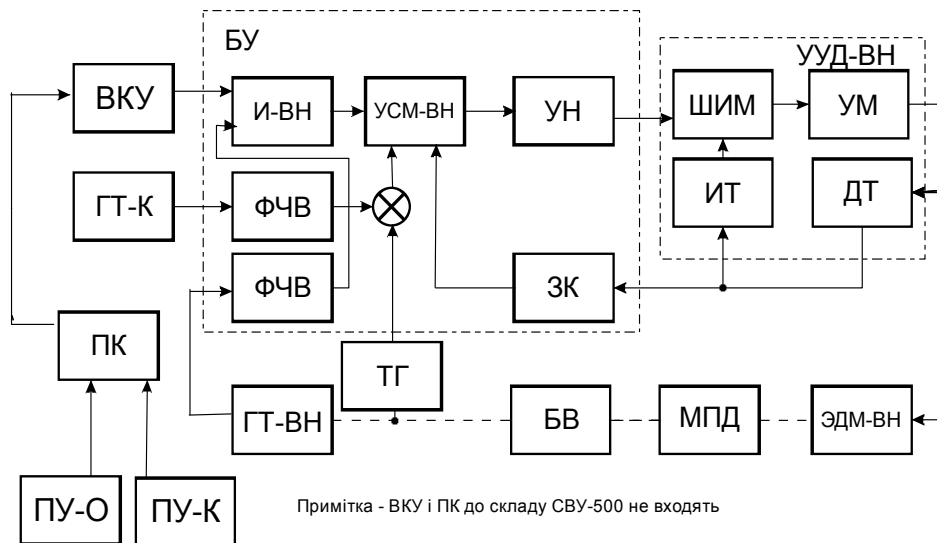 БУ
УУД-ВН
ВКУ
И-ВН
УСМ-ВН
УН
ШИМ
УМ
ГТ-К
ФЧВ
ИТ
ДТ
ФЧВ
ЗК
ПК
ТГ
ГТ-ВН
БВ
МПД
ЭДМ-ВН
ПУ-О
ПУ-К
Примітка - ВКУ і ПК до складу СВУ-500 не входять